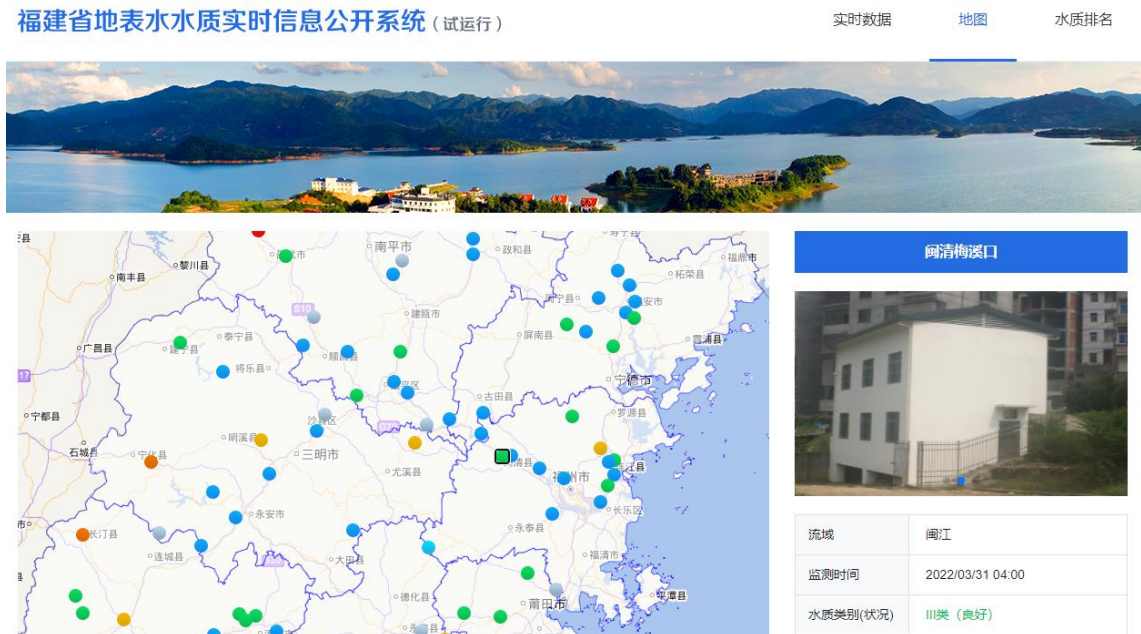 福建省地表水水质实时信息公开系统(试运行)
实时数据
地图
水质排名
闽清梅溪口
南平市
政和县
福鼎市
黎川县
南丰县
柘荣县
S10
建瓯市
泰宁县
屏南县
霞浦县
广昌县
将乐县
17
宁德市
古田县
宁都县
罗源县
明溪县
三明市
石城县
宁化县
尤溪县
连江县
福州市
永安市
长乐区
长汀县
永泰县
连城县
大田县
福清市
德化县
莆田市
平潭县
流域
闽江
监测时间
2022/03/31 04:00
水质类别(状况)
III类（良好）